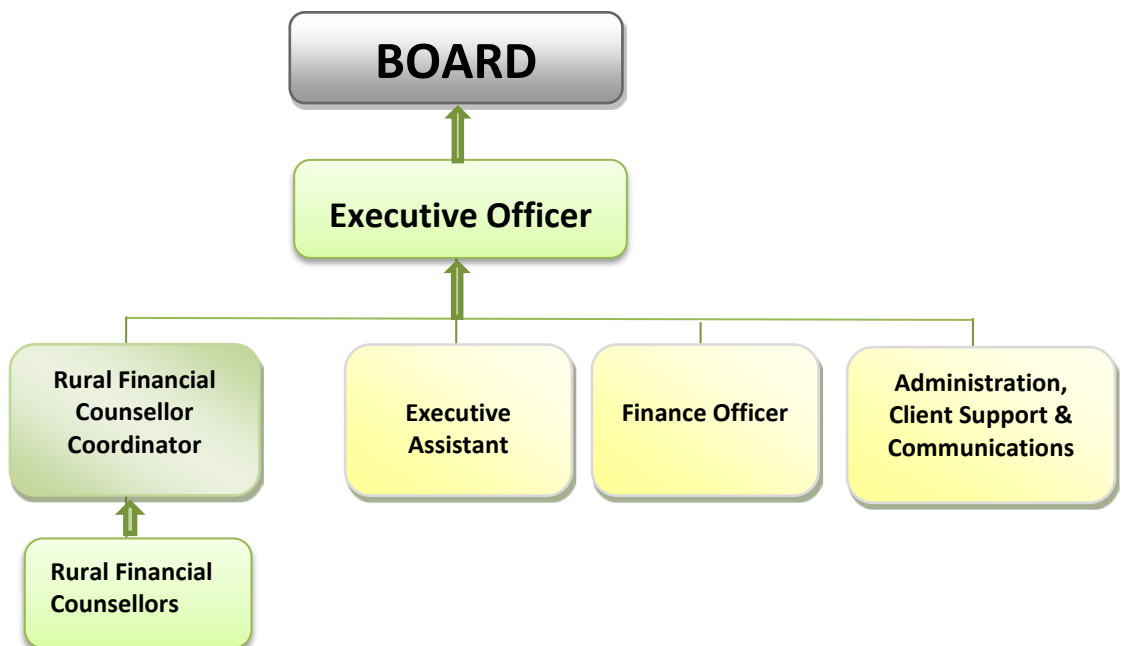 BOARD
Executive Officer
Rural Financial
Counsellor
Coordinator
Executive
Assistant
Finance Officer
Administration,
Client Support &
Communications
Rural Financial
Counsellors